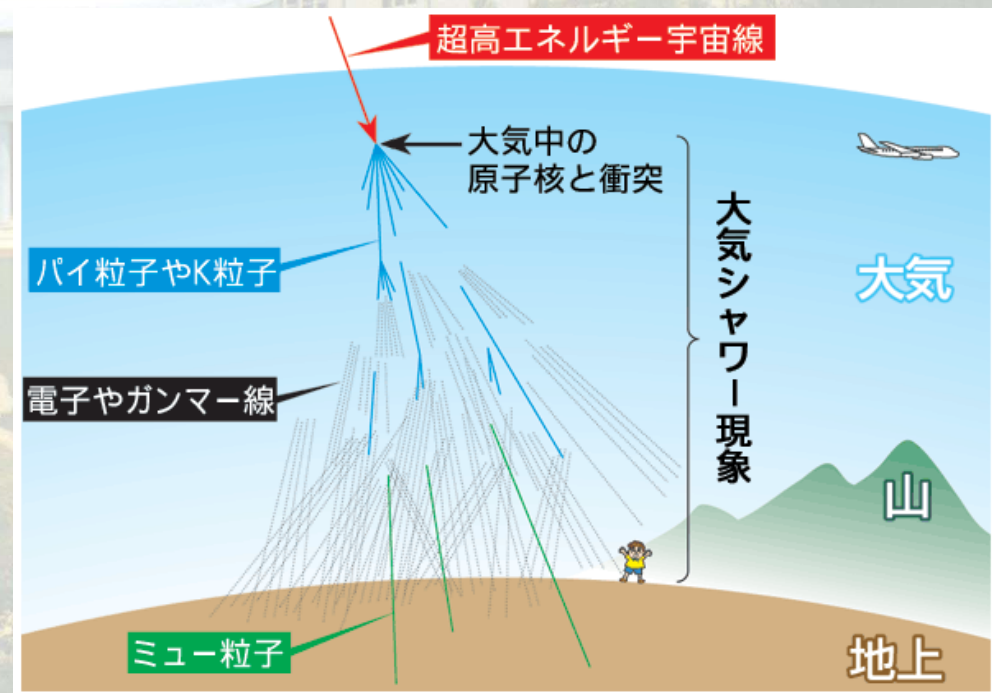 超高エネルギー宇宙線
大気中の
原子核と衝突
大気シャワー現象
大気
パイ粒子やK粒子
電子やガンマー線
山
ミュー粒子
地上